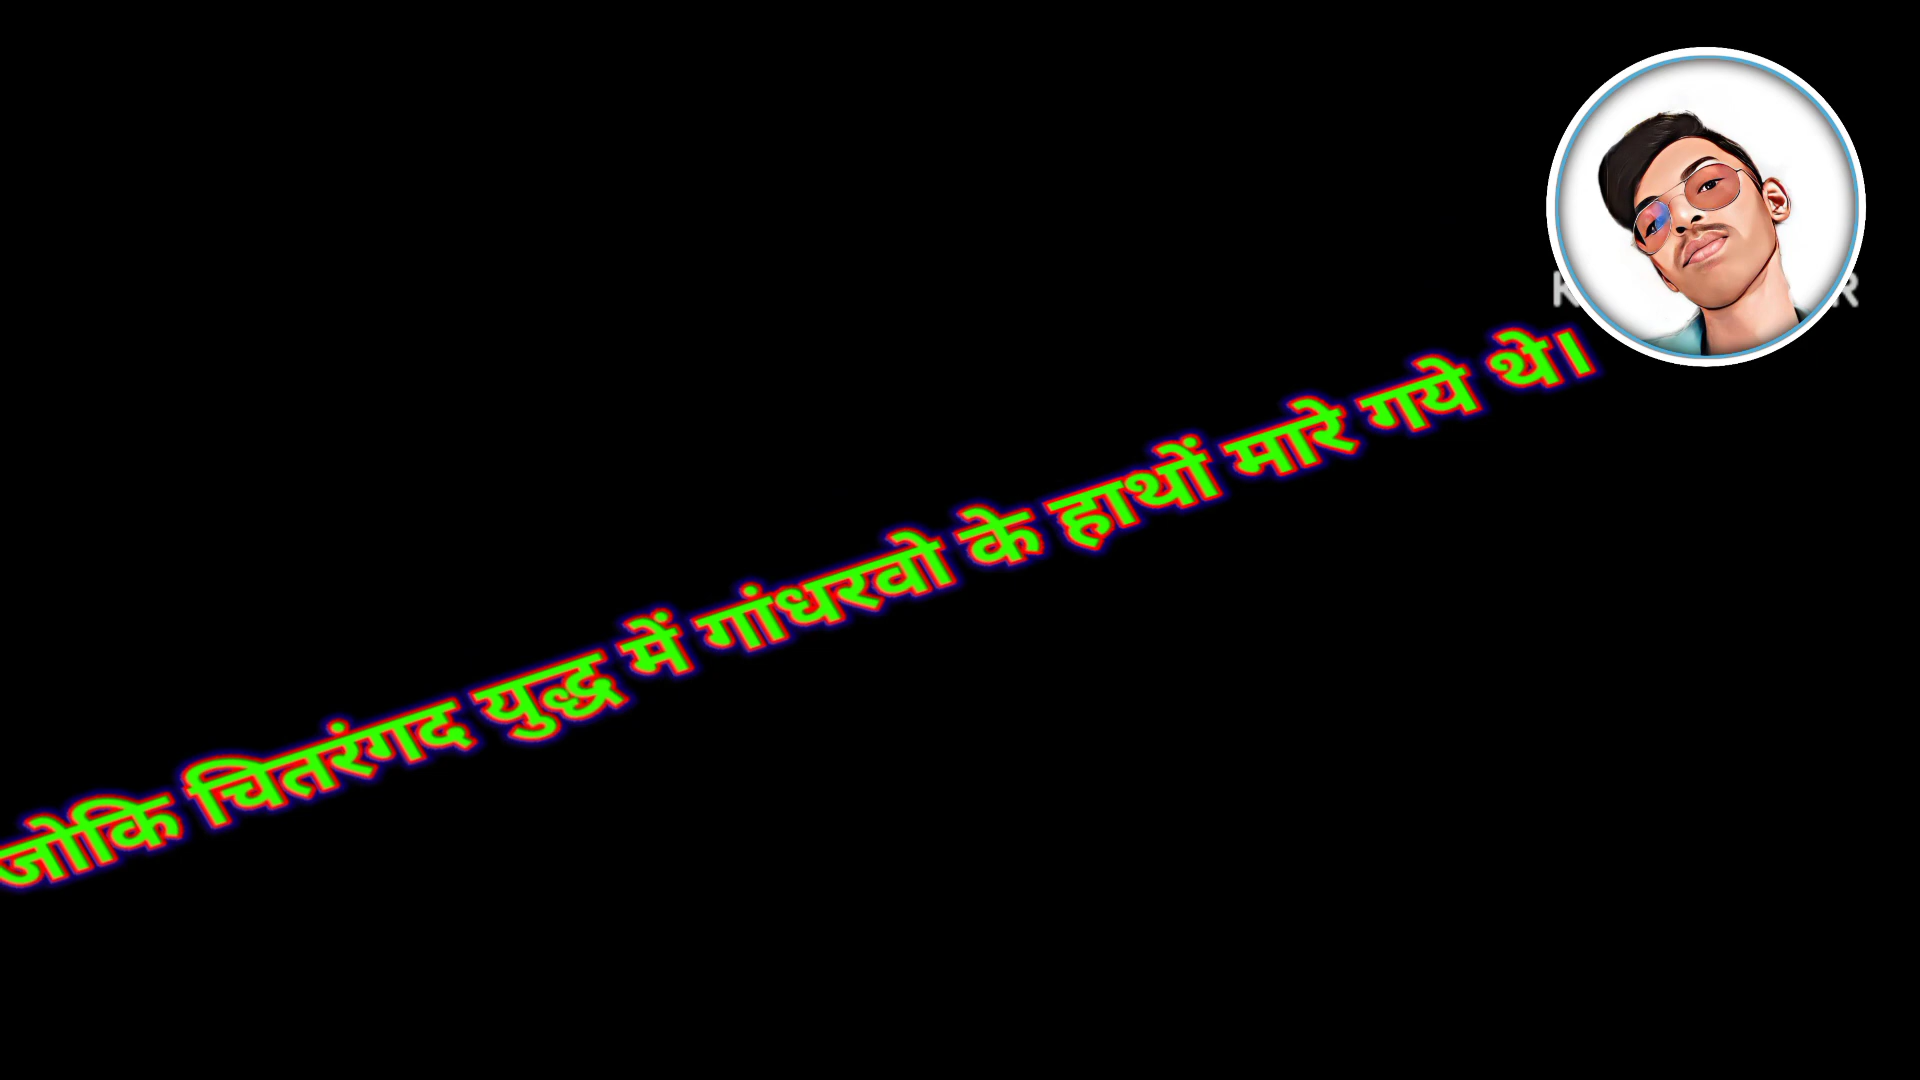 जोकि चितरंगद युद्ध में गांधरवो के हाथों मारे गये थे।